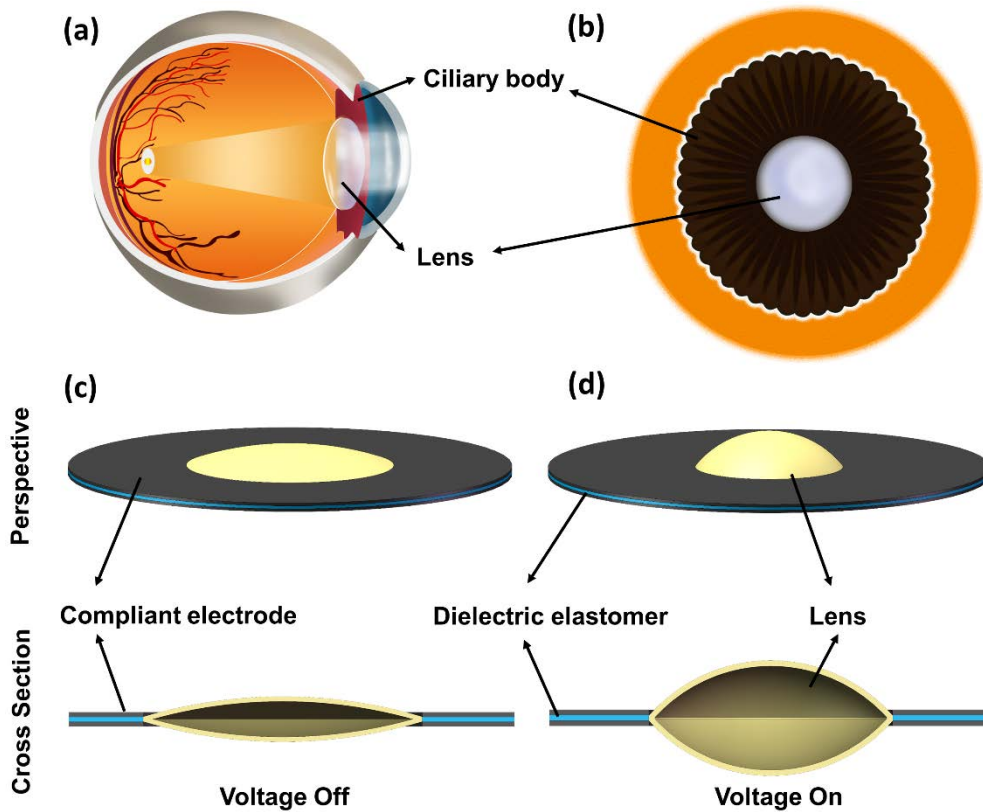 (a)
(b)
Ciliary body
Lens
(c)
(d)
Perspective
Compliant electrode
Dielectric elastomer
Lens
Cross Section
Voltage Off
Voltage On